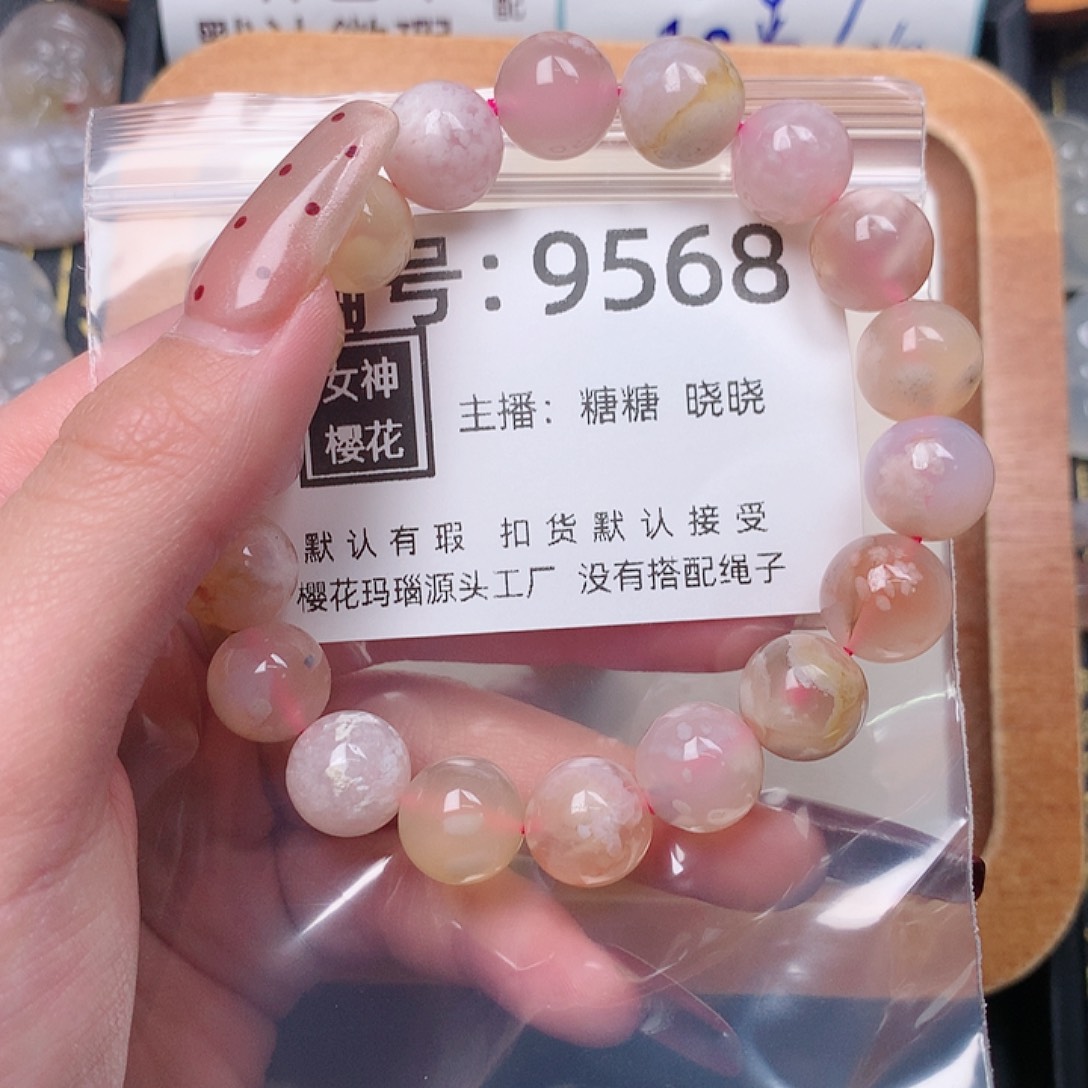 编号：9568
女神
樱花
主播： 糖糖 晓晓
默认有瑕 扣货默认接受
樱花玛瑙源头工厂 没有搭配绳子